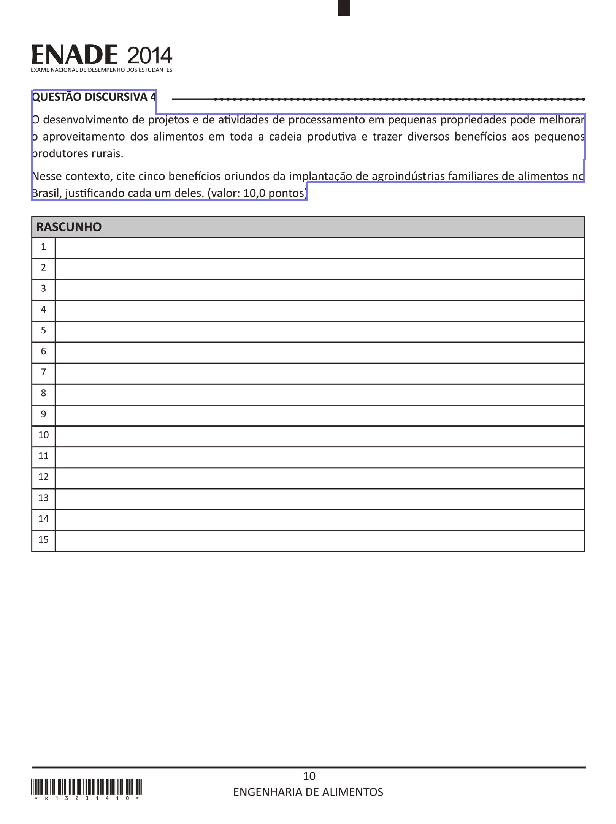 ENADE 2014
EXAME NACIONAL DE DESEMPENHO DOS ESTUDANTES
QUESTÃO DISCURSIVA 4
O desenvolvimento de projetos e de atividades de processamento em pequenas propriedades pode melhorar
o aproveitamento dos alimentos em toda a cadeia produtiva e trazer diversos benefícios aos pequenos
produtores rurais.
Nesse contexto, cite cinco benefícios oriundos da implantação de agroindústrias familiares de alimentos no
Brasil, justificando cada um deles. (valor: 10,0 pontos)
RASCUNHO
1
2
3
4
5
6
7
8
9
10
11
12
13
14
15
10
ENGENHARIA DE ALIMENTOS